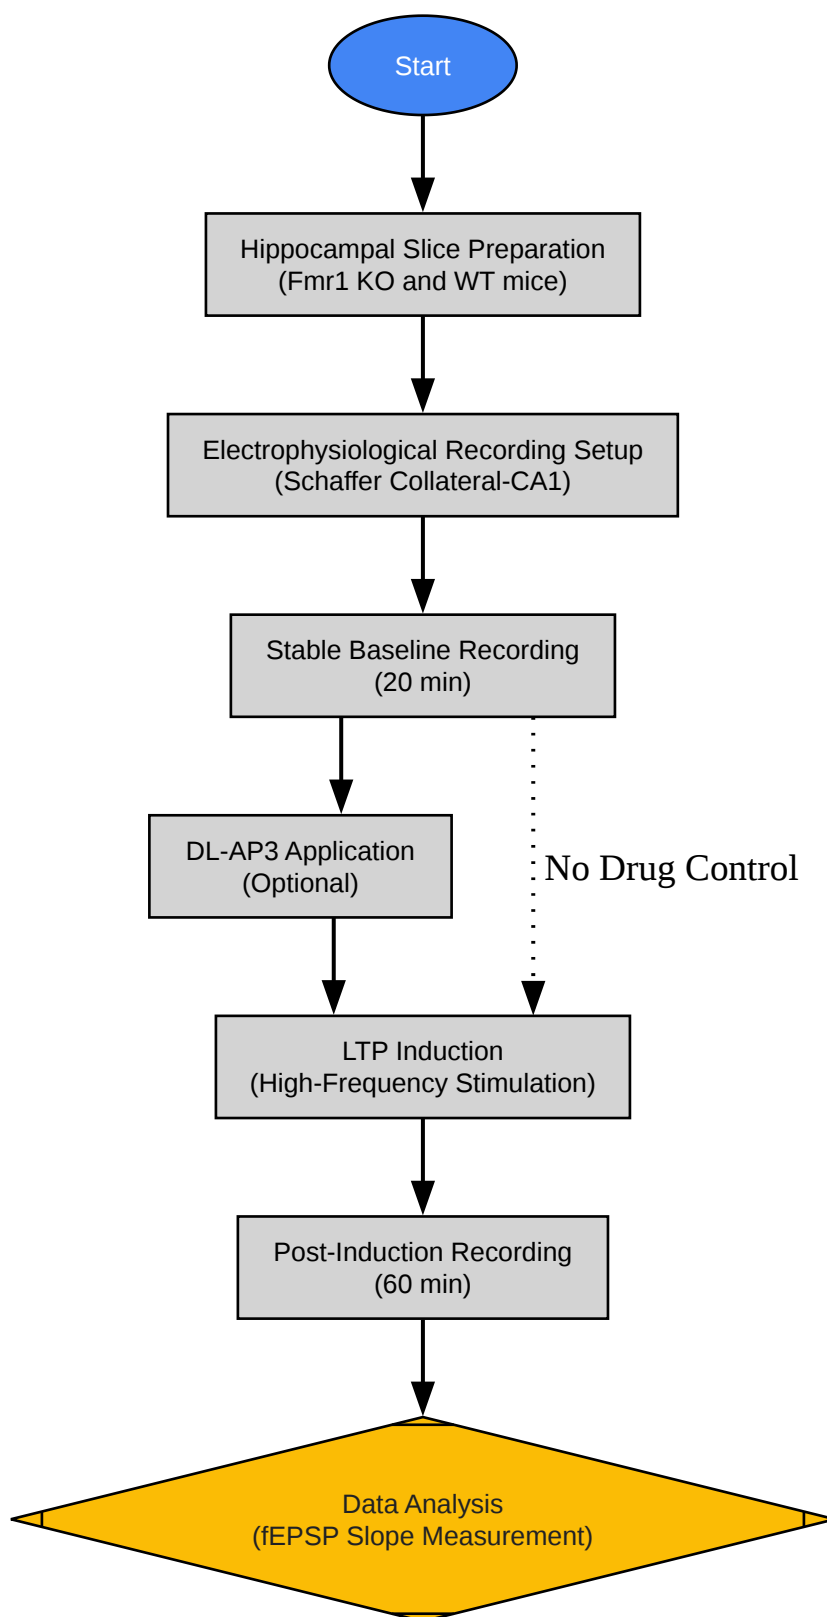 Start
Hippocampal Slice Preparation
(Fmr1 KO and WT mice)
Electrophysiological Recording Setup
(Schaffer Collateral-CA1)
Stable Baseline Recording
(20 min)
DL-AP3 Application
(Optional)
No Drug Control
LTP Induction
(High-Frequency Stimulation)
Post-Induction Recording
(60 min)
Data Analysis
(fEPSP Slope Measurement)